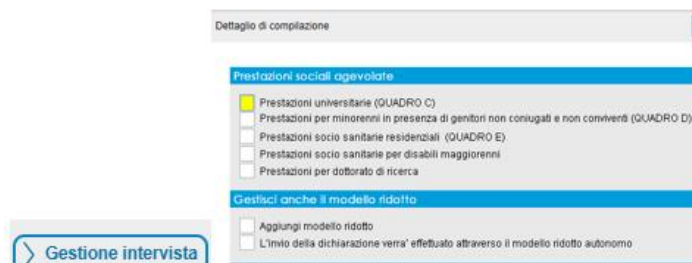 Dettaglio di compilazione
Prestazioni sociali agevolate
Prestazioni universitarie (QUADRO C)
Prestazioni per minorenni in presenza di genitori non coniugati e non conviventi (QUADRO D)
Prestazioni socio sanitarie residenziali (QUADRO E)
Prestazioni socio sanitarie per disabili maggiorenni
Prestazioni per dottorato di ricerca
Gestisci anche il modello ridotto
Aggiungi modello ridotto
L'invio della dichiarazione verra' effettuato attraverso il modello ridotto autonomo
Gestione intervista